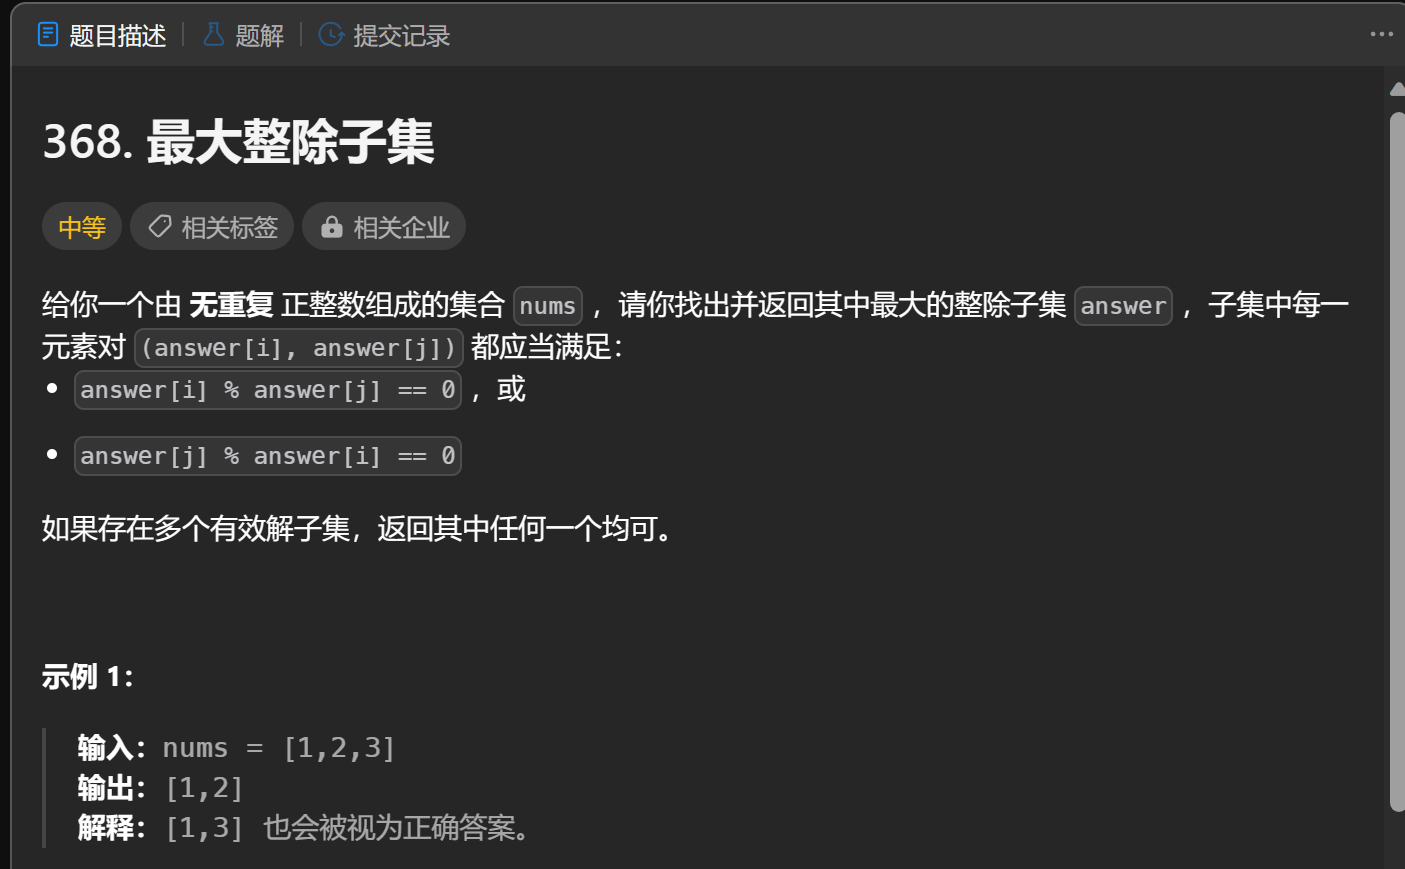 题目描述 | 题解 | 提交记录
368. 最大整除子集
中等 相关标签 相关企业
给你一个由 无重复 正整数组成的集合 nums ，请你找出并返回其中最大的整除子集 answer ，子集中每一
元素对 (answer[i], answer[j]) 都应当满足：
• answer[i] % answer[j] == 0 ，或
• answer[j] % answer[i] == 0
如果存在多个有效解子集，返回其中任何一个均可。
示例 1：
输入：nums = [1,2,3]
输出：[1,2]
解释：[1,3] 也会被视为正确答案。